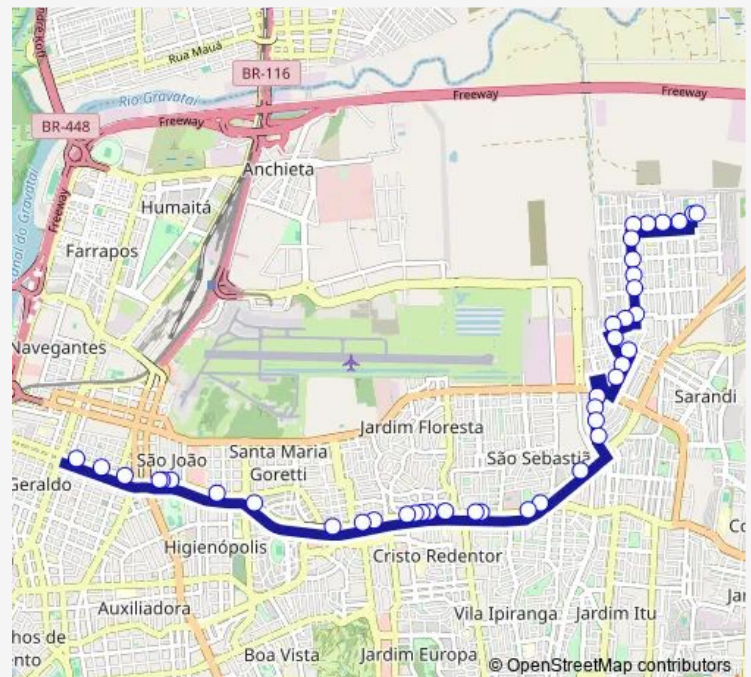 Rua Mauá
BR-116
Rio Gravataí
Freeway
Freeway
Freeway
BR-448
Anchieta
Humaitá
Freeway
Farrapos
Navegantes
Sarandi
Jardim Floresta
São João
Santa Maria
Goretti
São Sebastiã
Geraldo
Higienópolis
Cristo Redentor
Auxiliadora
Vila Ipiranga
Jardim Itu
Boa Vista
Jardim Europa
© OpenStreetMap contributors